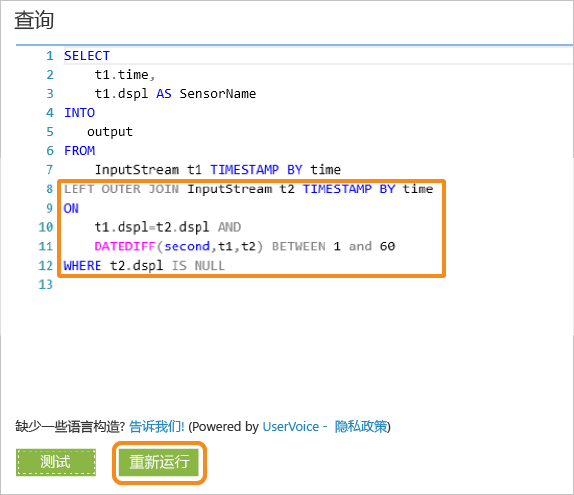 查询
1 SELECT
2 t1.time,
3 t1.dspl AS SensorName
4 INTO
5 output
6 FROM
7 InputStream t1 TIMESTAMP BY time
8 LEFT OUTER JOIN InputStream t2 TIMESTAMP BY time
9 ON
10 t1.dspl=t2.dspl AND
11 DATEDIFF(second,t1,t2) BETWEEN 1 and 60
12 WHERE t2.dspl IS NULL
13
缺少一些语言构造? 告诉我们! (Powered by UserVoice - 隐私政策)
测试 重新运行